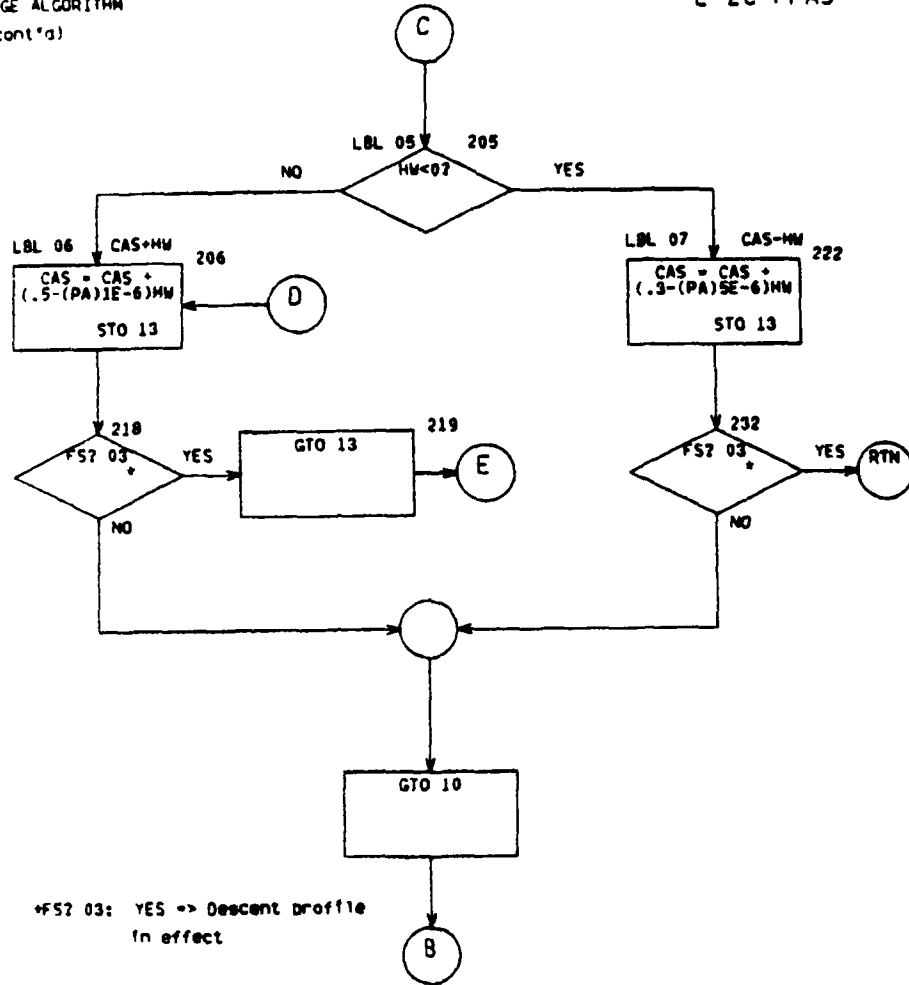 GE ALGORITHM
cont'd)
C
LBL 05 205
HW<0?
NO
YES
LBL 06 CAS+HW
206
CAS = CAS +
(.5-(PA)1E-6)HW
STO 13
D
LBL 07 CAS-HW
222
CAS = CAS +
(.3-(PA)5E-6)HW
STO 13
218
FS? 03
*
YES
NO
GTO 13
219
E
232
FS? 03
*
YES
RTN
NO
GTO 10
*FS? 03: YES => Descent profile
in effect
B